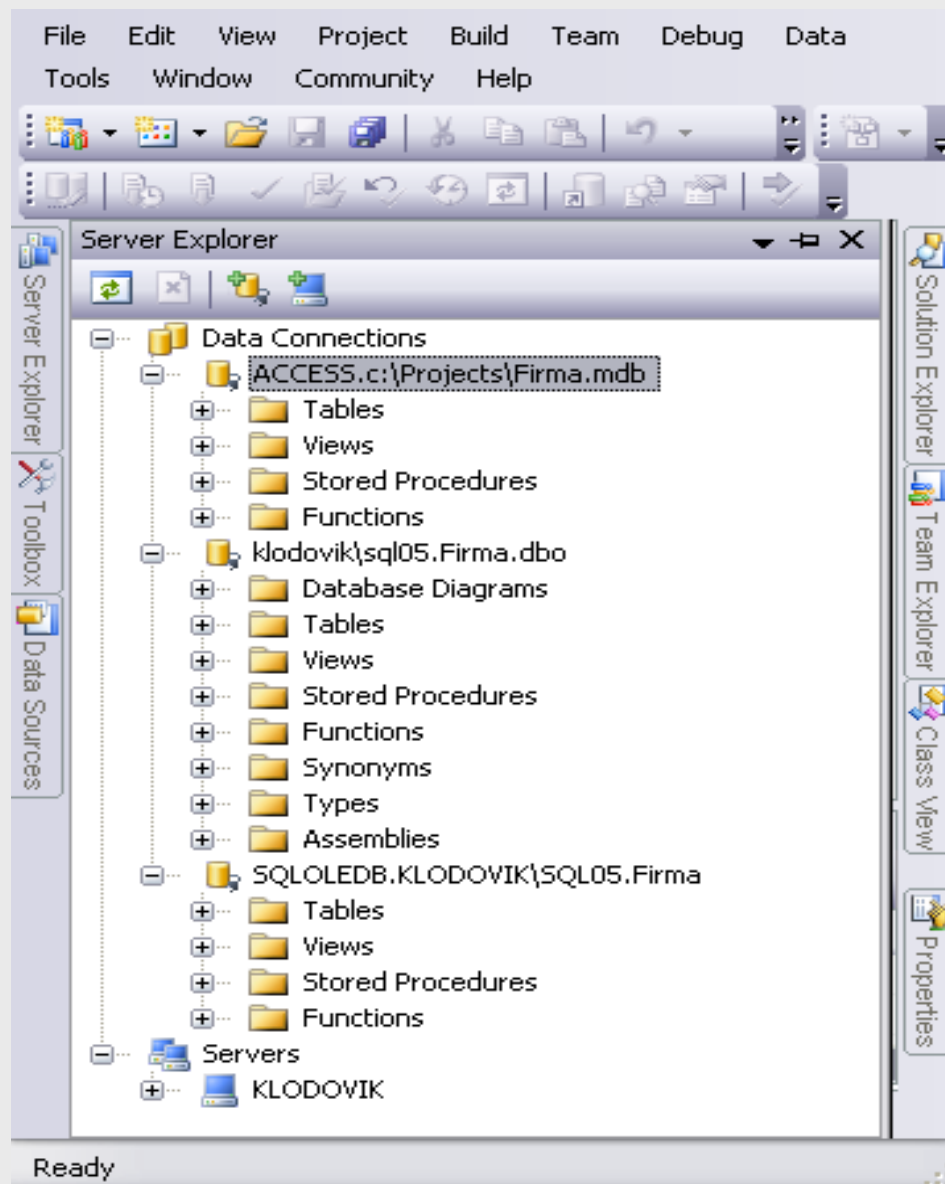 File Edit View Project Build Team Debug Data
Tools Window Community Help
Server Explorer
Data Connections
ACCESS.c:\Projects\Firma.mdb
Tables
Views
Stored Procedures
Functions
klodovik\sql05.Firma.dbo
Database Diagrams
Tables
Views
Stored Procedures
Functions
Synonyms
Types
Assemblies
SQLOLEDB.KLODOVIK\SQL05.Firma
Tables
Views
Stored Procedures
Functions
Servers
KLODOVIK
Server Explorer
Toolbox
Data Sources
Solution Explorer
Team Explorer
Class View
Properties
Ready